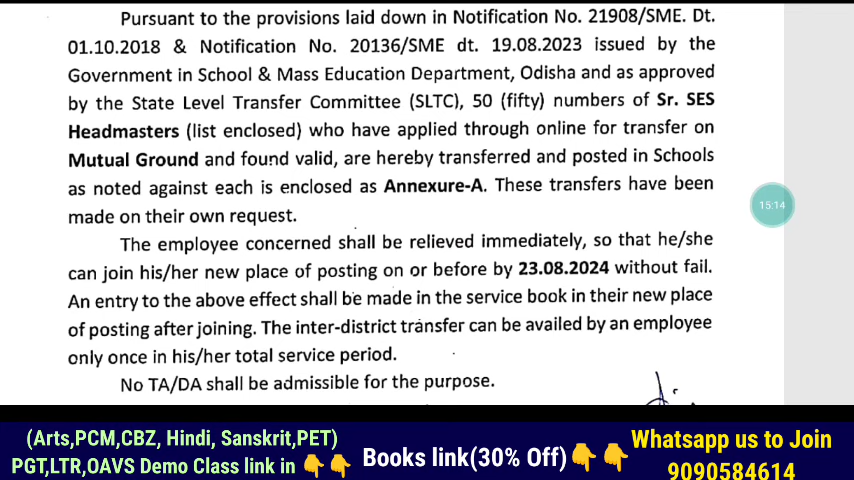 Pursuant to the provisions laid down in Notification No. 21908/SME. Dt.
01.10.2018 & Notification No. 20136/SME dt. 19.08.2023 issued by the
Government in School & Mass Education Department, Odisha and as approved
by the State Level Transfer Committee (SLTC), 50 (fifty) numbers of Sr. SES
Headmasters (list enclosed) who have applied through online for transfer on
Mutual Ground and found valid, are hereby transferred and posted in Schools
as noted against each is enclosed as Annexure-A. These transfers have been
made on their own request.
The employee concerned shall be relieved immediately, so that he/she
can join his/her new place of posting on or before by 23.08.2024 without fail.
An entry to the above effect shall be made in the service book in their new place
of posting after joining. The inter-district transfer can be availed by an employee
only once in his/her total service period.
No TA/DA shall be admissible for the purpose.
15:14
(Arts,PCM,CBZ, Hindi, Sanskrit,PET)
PGT,LTR,OAVS Demo Class link in 👇👇
Books link(30% Off)👇👇
Whatsapp us to Join
9090584614